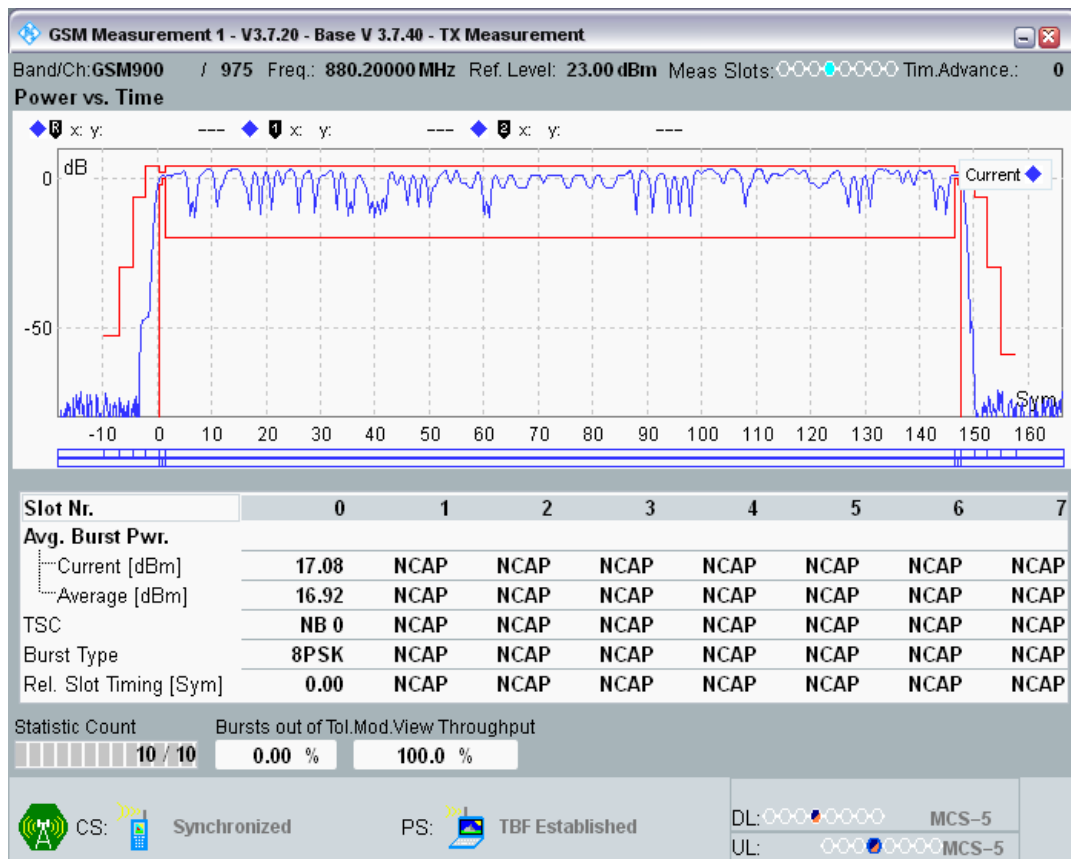 GSM Measurement 1 - V3.7.20 - Base V 3.7.40 - TX Measurement
Band/Ch:GSM900 / 975 Freq.: 880.20000 MHz Ref. Level: 23.00 dBm Meas Slots: Tim.Advance.: 0
Power vs. Time
R x: y: --- 1 x: y: --- 2 x: y: ---
dB
Current
0
-50
Sym
-10 0 10 20 30 40 50 60 70 80 90 100 110 120 130 140 150 160
Slot Nr. 0 1 2 3 4 5 6 7
Avg. Burst Pwr.
Current [dBm] 17.08 NCAP NCAP NCAP NCAP NCAP NCAP NCAP
Average [dBm] 16.92 NCAP NCAP NCAP NCAP NCAP NCAP NCAP
TSC NB 0 NCAP NCAP NCAP NCAP NCAP NCAP NCAP
Burst Type 8PSK NCAP NCAP NCAP NCAP NCAP NCAP NCAP
Rel. Slot Timing [Sym] 0.00 NCAP NCAP NCAP NCAP NCAP NCAP NCAP
Statistic Count Bursts out of Tol.Mod.View Throughput
10 / 10 0.00 % 100.0 %
CS: Synchronized PS: TBF Established DL: MCS-5
UL: MCS-5